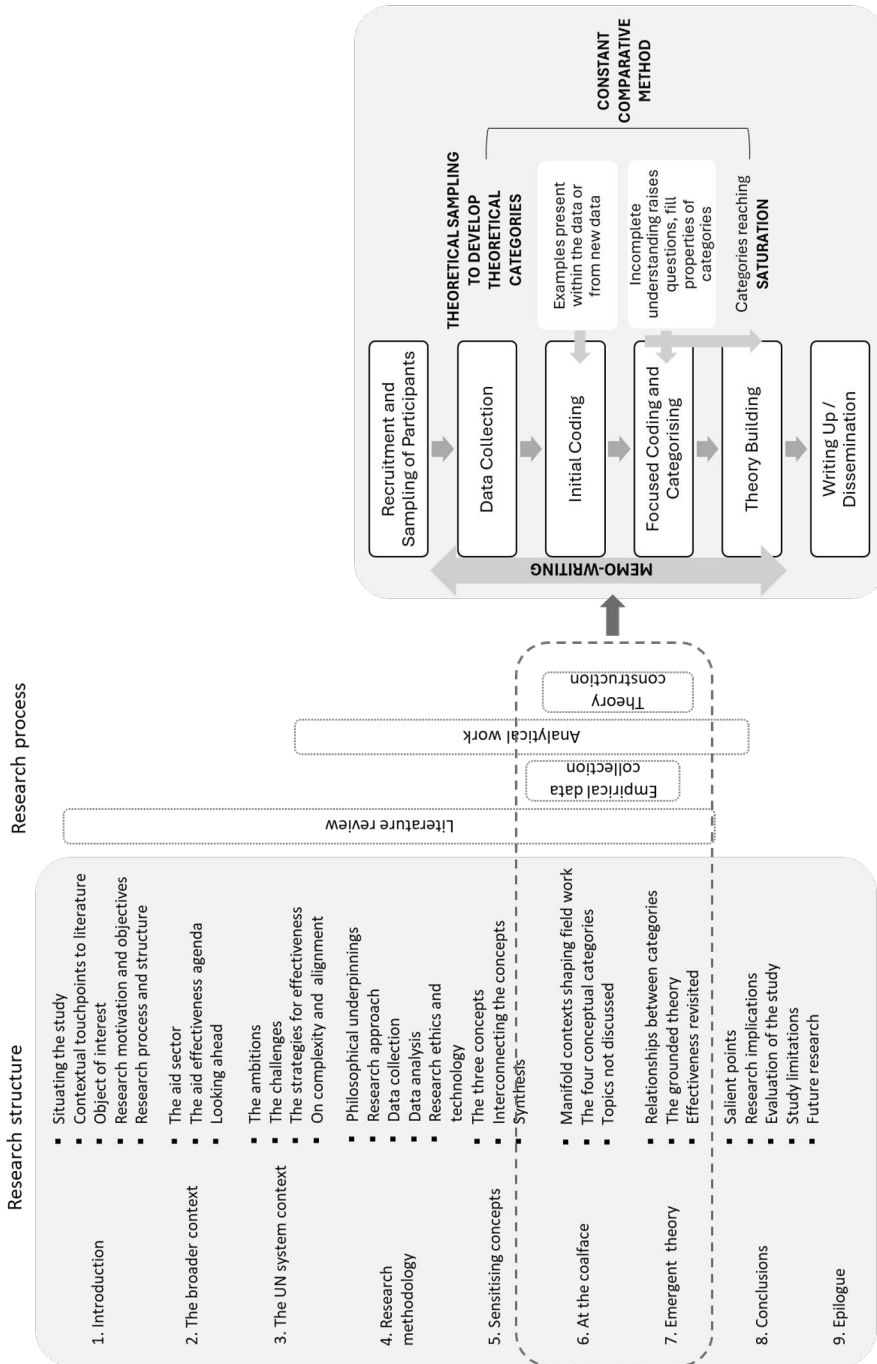 Research structure
1. Introduction
▪ Situating the study
▪ Contextual touchpoints to literature
▪ Object of interest
▪ Research motivation and objectives
▪ Research process and structure
2. The broader context
▪ The aid sector
▪ The aid effectiveness agenda
▪ Looking ahead
3. The UN system context
▪ The ambitions
▪ The challenges
▪ The strategies for effectiveness
▪ On complexity and alignment
4. Research
methodology
▪ Philosophical underpinnings
▪ Research approach
▪ Data collection
▪ Data analysis
▪ Research ethics and
technology
5. Sensitising concepts
▪ The three concepts
▪ Interconnecting the concepts
▪ Synthesis
6. At the coalface
▪ Manifold contexts shaping field work
▪ The four conceptual categories
▪ Topics not discussed
7. Emergent theory
▪ Relationships between categories
▪ The grounded theory
▪ Effectiveness revisited
8. Conclusions
▪ Salient points
▪ Research implications
▪ Evaluation of the study
▪ Study limitations
▪ Future research
9. Epilogue
Research process
Literature review
Empirical data
collection
Analytical work
Theory
construction
MEMO-WRITING
Recruitment and
Sampling of Participants
Data Collection
Initial Coding
Focused Coding and
Categorising
Theory Building
Writing Up /
Dissemination
THEORETICAL SAMPLING
TO DEVELOP
THEORETICAL
CATEGORIES
Examples present
within the data or
from new data
Incomplete
understanding raises
questions, fill
properties of
categories
Categories reaching
SATURATION
CONSTANT
COMPARATIVE
METHOD